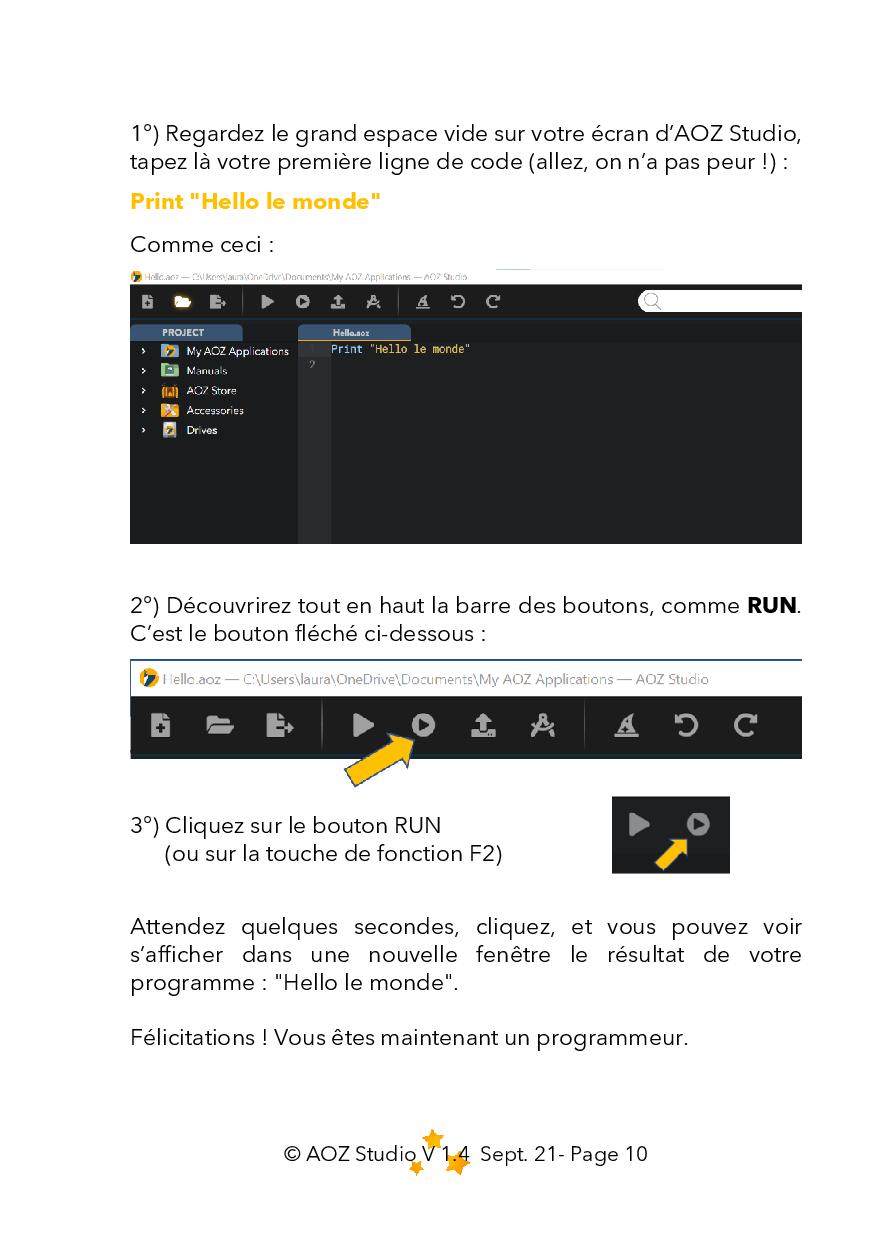 1°) Regardez le grand espace vide sur votre écran d’AOZ Studio,
tapez là votre première ligne de code (allez, on n’a pas peur !) :
Print "Hello le monde"
Comme ceci :
Hello.aoz — C:\Users\laura\OneDrive\Documents\My AOZ Applications — AOZ Studio
PROJECT
Hello.aoz
My AOZ Applications
Manuals
AOZ Store
Accessories
Drives
1 Print "Hello le monde"
2
2°) Découvrirez tout en haut la barre des boutons, comme RUN.
C’est le bouton fléché ci-dessous :
Hello.aoz — C:\Users\laura\OneDrive\Documents\My AOZ Applications — AOZ Studio
3°) Cliquez sur le bouton RUN
(ou sur la touche de fonction F2)
Attendez quelques secondes, cliquez, et vous pouvez voir
s’afficher dans une nouvelle fenêtre le résultat de votre
programme : "Hello le monde".
Félicitations ! Vous êtes maintenant un programmeur.
© AOZ Studio V 1.4 Sept. 21- Page 10